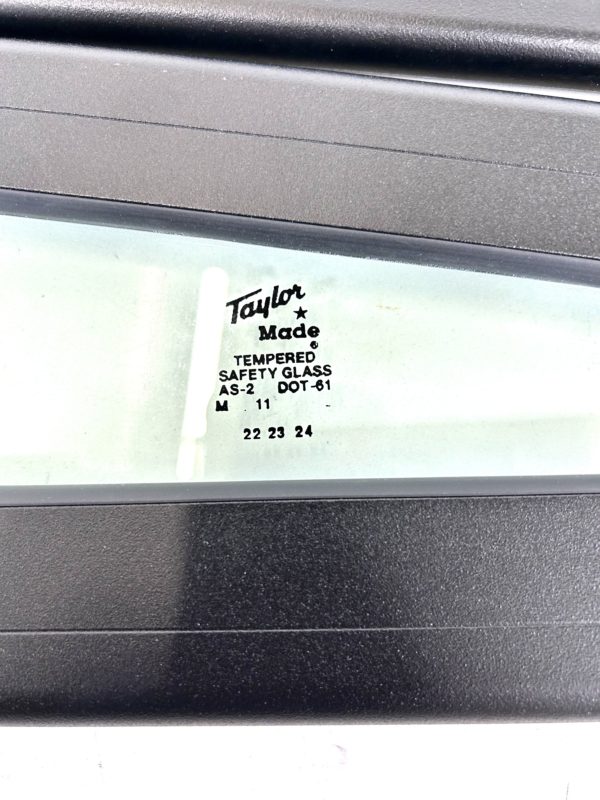 Taylor
Made
®
TEMPERED
SAFETY GLASS
AS-2 DOT-61
M 11 -
22 23 24